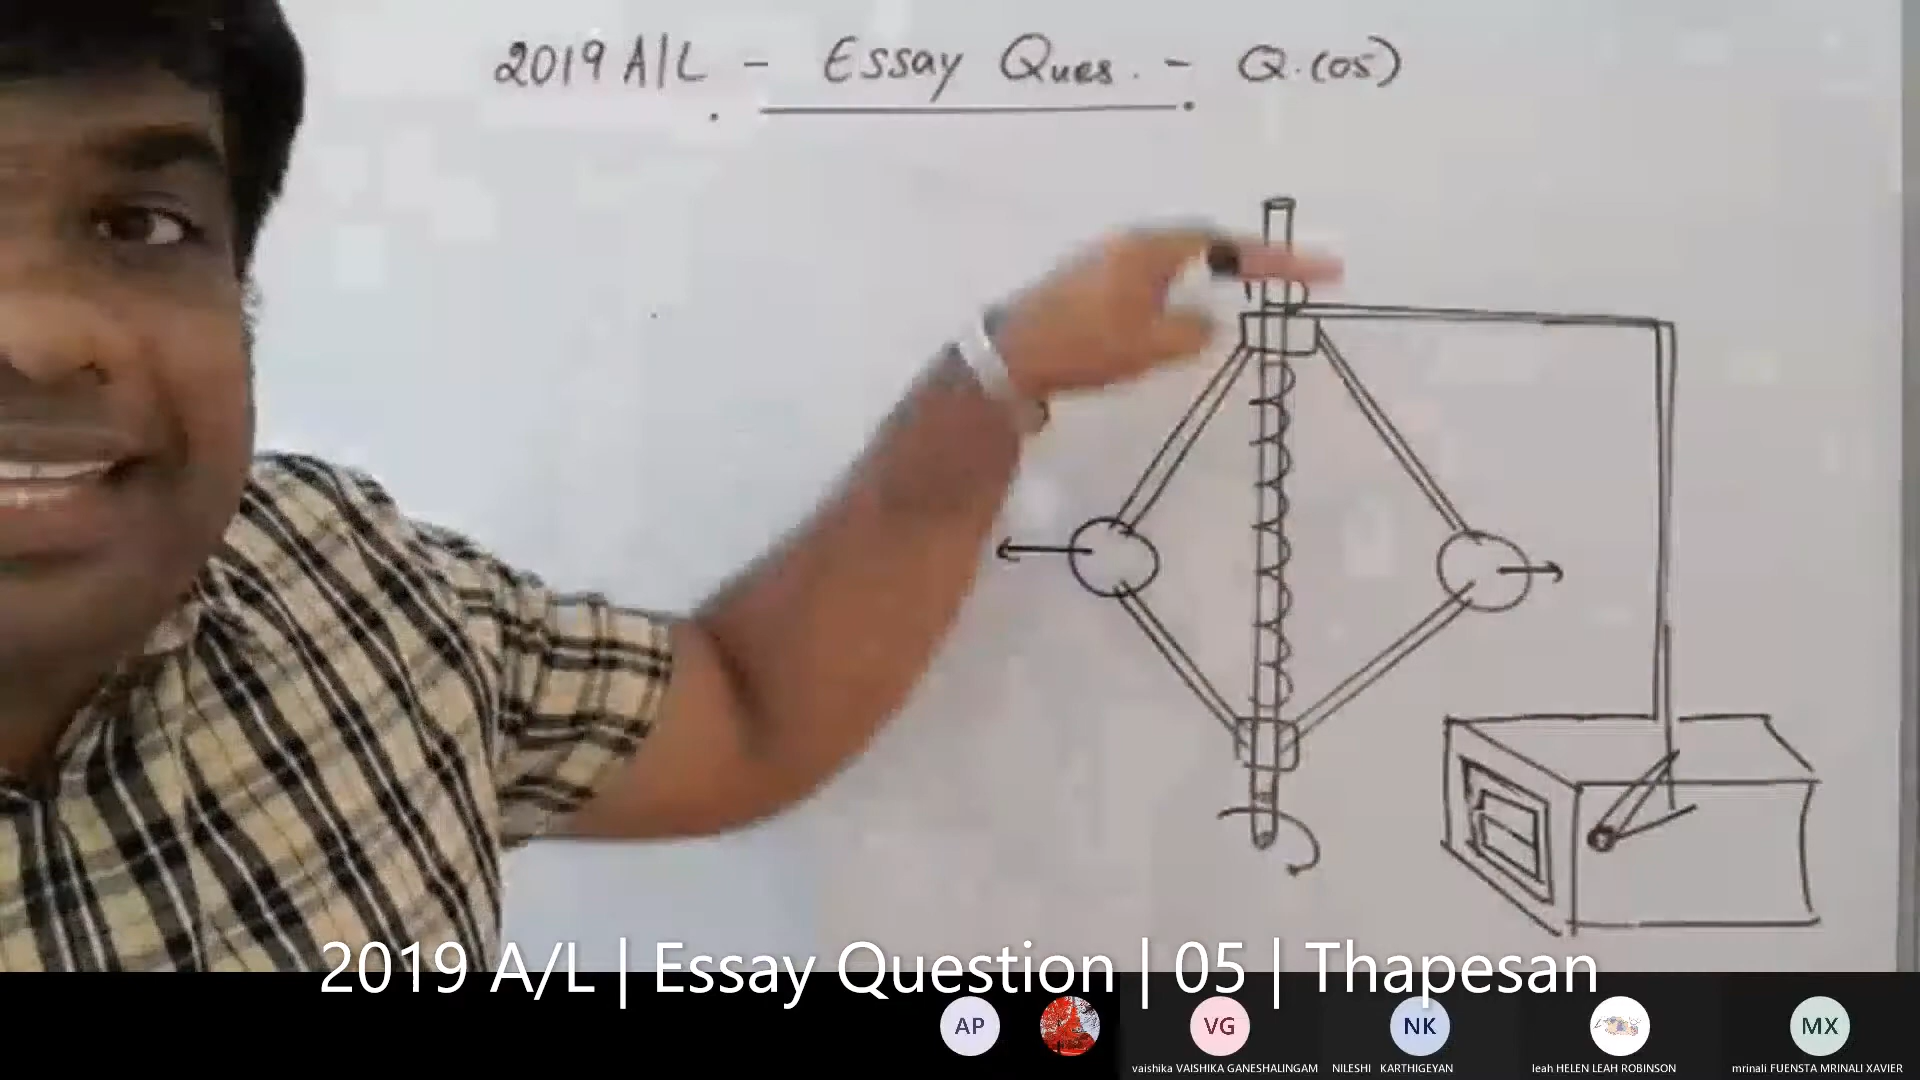 2019 A/L - Essay Ques. - Q.(05)
2019 A/L | Essay Question | 05 | Thapesan
AP
VG
NK
MX
vaishika VAISHIKA GANESHALINGAM
NILESHI KARTHIGEYAN
leah HELEN LEAH ROBINSON
mrinali FUENSTA MRINALI XAVIER